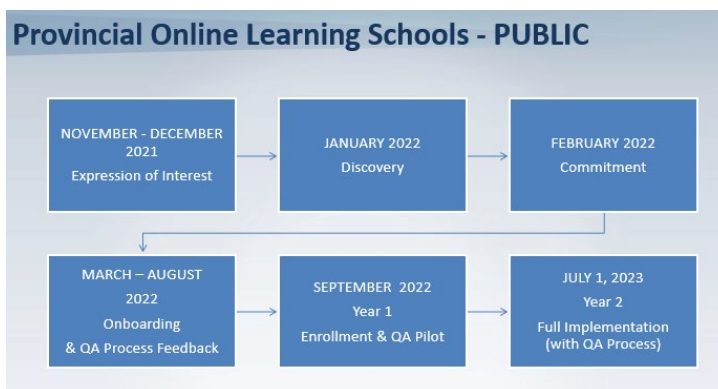 Provincial Online Learning Schools - PUBLIC
NOVEMBER - DECEMBER
2021
Expression of Interest
JANUARY 2022
Discovery
FEBRUARY 2022
Commitment
MARCH – AUGUST
2022
Onboarding
& QA Process Feedback
SEPTEMBER 2022
Year 1
Enrollment & QA Pilot
JULY 1, 2023
Year 2
Full Implementation
(with QA Process)